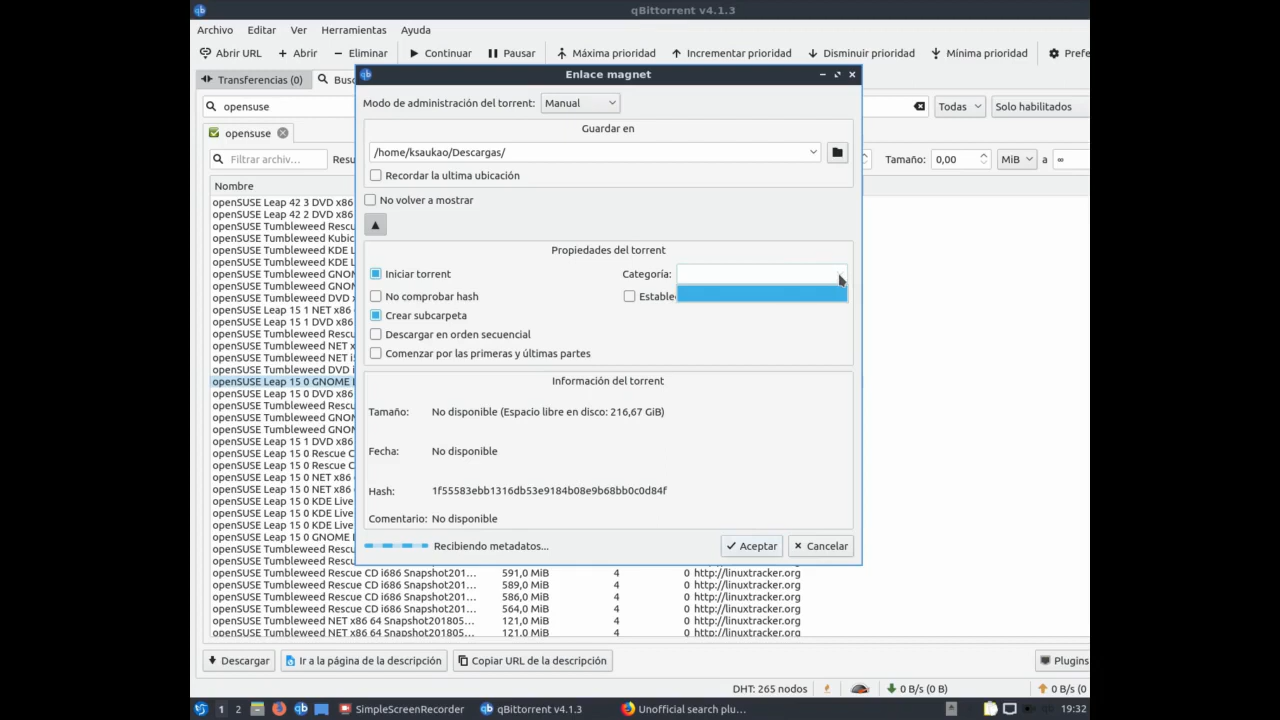 qBittorrent v4.1.3
Archivo Editar Ver Herramientas Ayuda
Abrir URL Abrir Eliminar Continuar Pausar Máxima prioridad Incrementar prioridad Disminuir prioridad Mínima prioridad Prefe
Transferencias (0) Bus
Enlace magnet
opensuse Todas Solo habilitados
Modo de administración del torrent: Manual
Guardar en
opensuse
/home/ksaukao/Descargas/
Filtrar archiv... Resu Tamaño: 0,00 MiB a ∞
Recordar la ultima ubicación
Nombre
No volver a mostrar
openSUSE Leap 42 3 DVD x86
openSUSE Leap 42 2 DVD x86
openSUSE Tumbleweed Rescu
openSUSE Tumbleweed Kubic
openSUSE Tumbleweed KDE L
openSUSE Tumbleweed KDE L
openSUSE Tumbleweed GNO
openSUSE Tumbleweed GNO
openSUSE Tumbleweed DVD
openSUSE Leap 15 1 NET x86
openSUSE Leap 15 1 DVD x86
openSUSE Tumbleweed Rescu
openSUSE Tumbleweed NET x
openSUSE Tumbleweed NET i
openSUSE Tumbleweed DVD i
openSUSE Leap 15 0 GNOME
openSUSE Leap 15 0 DVD x86
openSUSE Tumbleweed Rescu
openSUSE Tumbleweed GNO
openSUSE Tumbleweed GNO
openSUSE Leap 15 1 DVD x86
openSUSE Leap 15 0 Rescue C
openSUSE Leap 15 0 Rescue C
openSUSE Leap 15 0 NET x86
openSUSE Leap 15 0 NET x86
openSUSE Leap 15 0 KDE Live
openSUSE Leap 15 0 KDE Live
openSUSE Leap 15 0 GNOME
Propiedades del torrent
Iniciar torrent Categoría:
No comprobar hash Estable
Crear subcarpeta
Descargar en orden secuencial
Comenzar por las primeras y últimas partes
Información del torrent
Tamaño: No disponible (Espacio libre en disco: 216,67 GiB)
Fecha: No disponible
Hash: 1f55583ebb1316db53e9184b08e9b68bb0c0d84f
Comentario: No disponible
Recibiendo metadatos... Aceptar Cancelar
openSUSE Tumbleweed Rescue CD i686 Snapshot201... 591,0 MiB 4 0 http://linuxtracker.org
openSUSE Tumbleweed Rescue CD i686 Snapshot201... 589,0 MiB 4 0 http://linuxtracker.org
openSUSE Tumbleweed Rescue CD i686 Snapshot201... 586,0 MiB 4 0 http://linuxtracker.org
openSUSE Tumbleweed Rescue CD i686 Snapshot201... 564,0 MiB 4 0 http://linuxtracker.org
openSUSE Tumbleweed NET x86 64 Snapshot201805... 121,0 MiB 4 0 http://linuxtracker.org
openSUSE Tumbleweed NET x86 64 Snapshot201805... 121,0 MiB 4 0 http://linuxtracker.org
Descargar Ir a la página de la descripción Copiar URL de la descripción Plugins
DHT: 265 nodos 0 B/s (0 B) 0 B/s (0
1 2 SimpleScreenRecorder qBittorrent v4.1.3 Unofficial search plu... 19:32